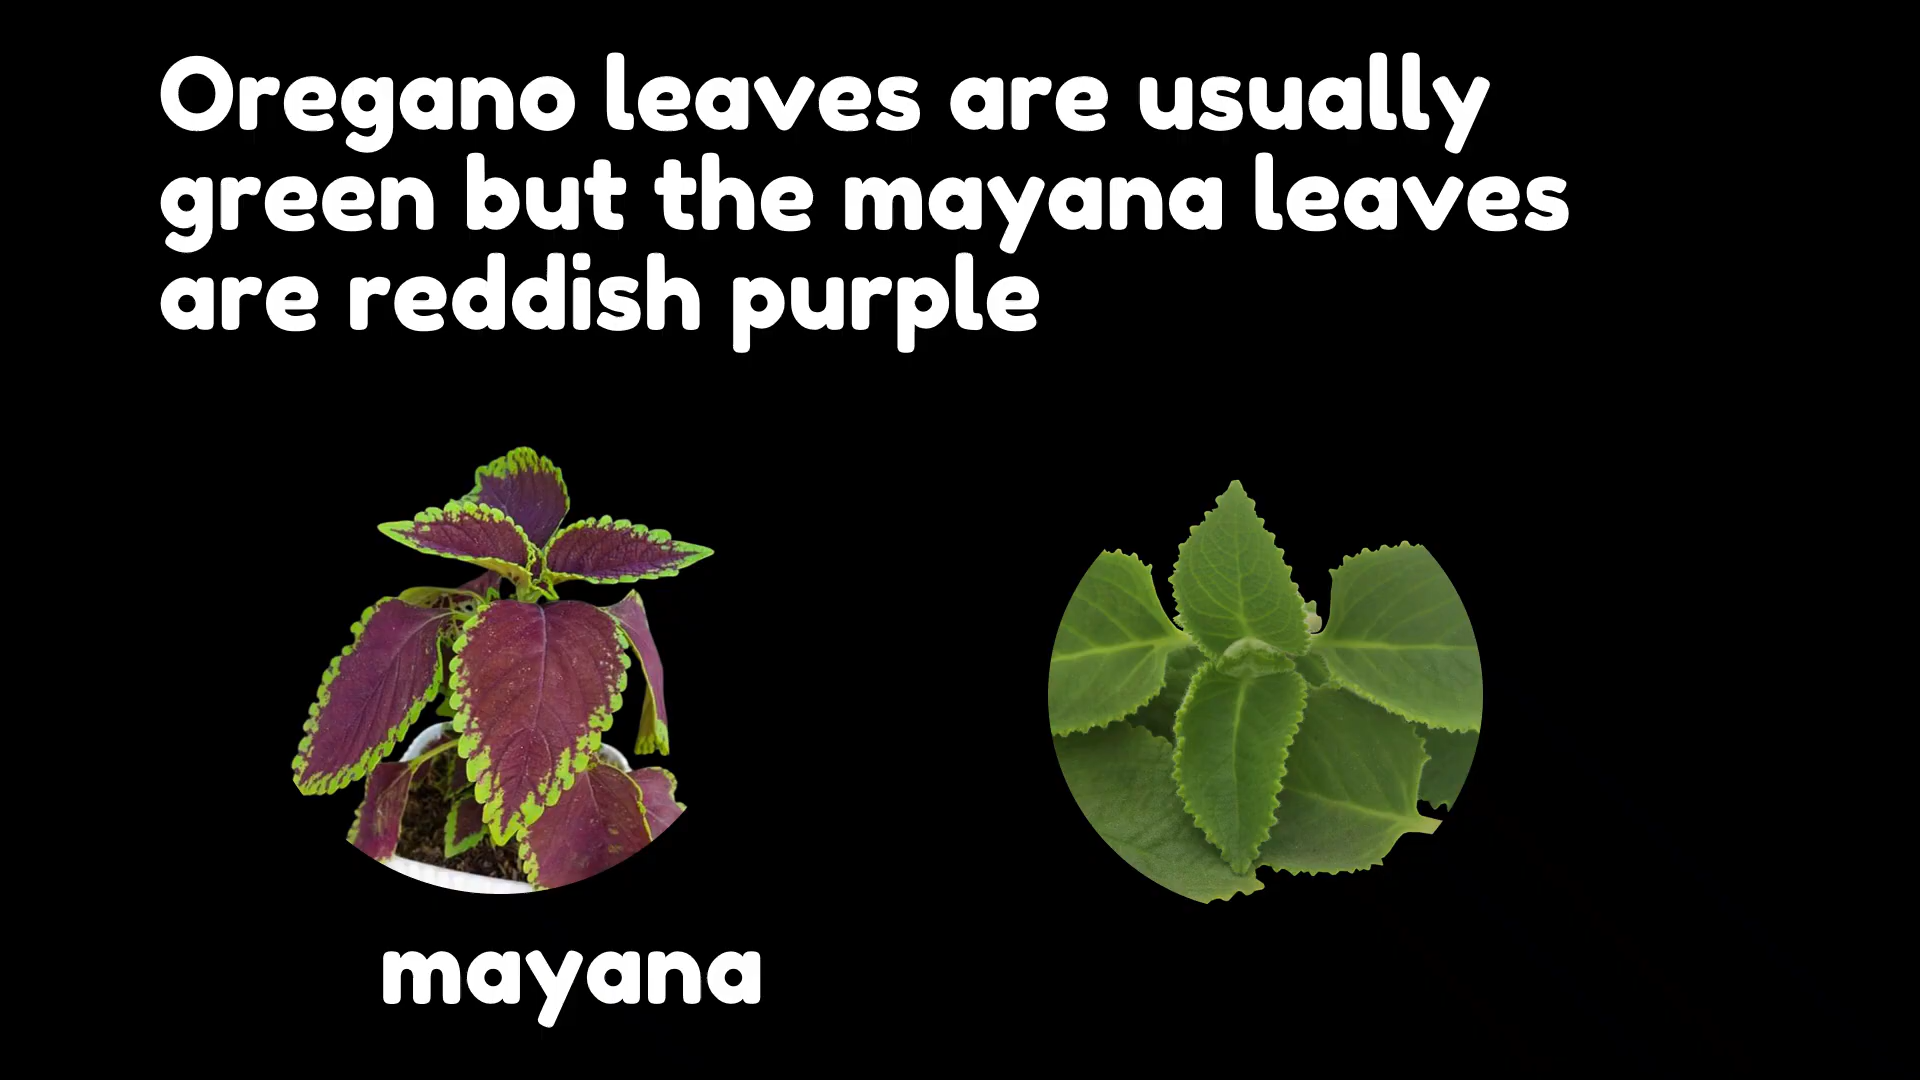 Oregano leaves are usually
green but the mayana leaves
are reddish purple
mayana